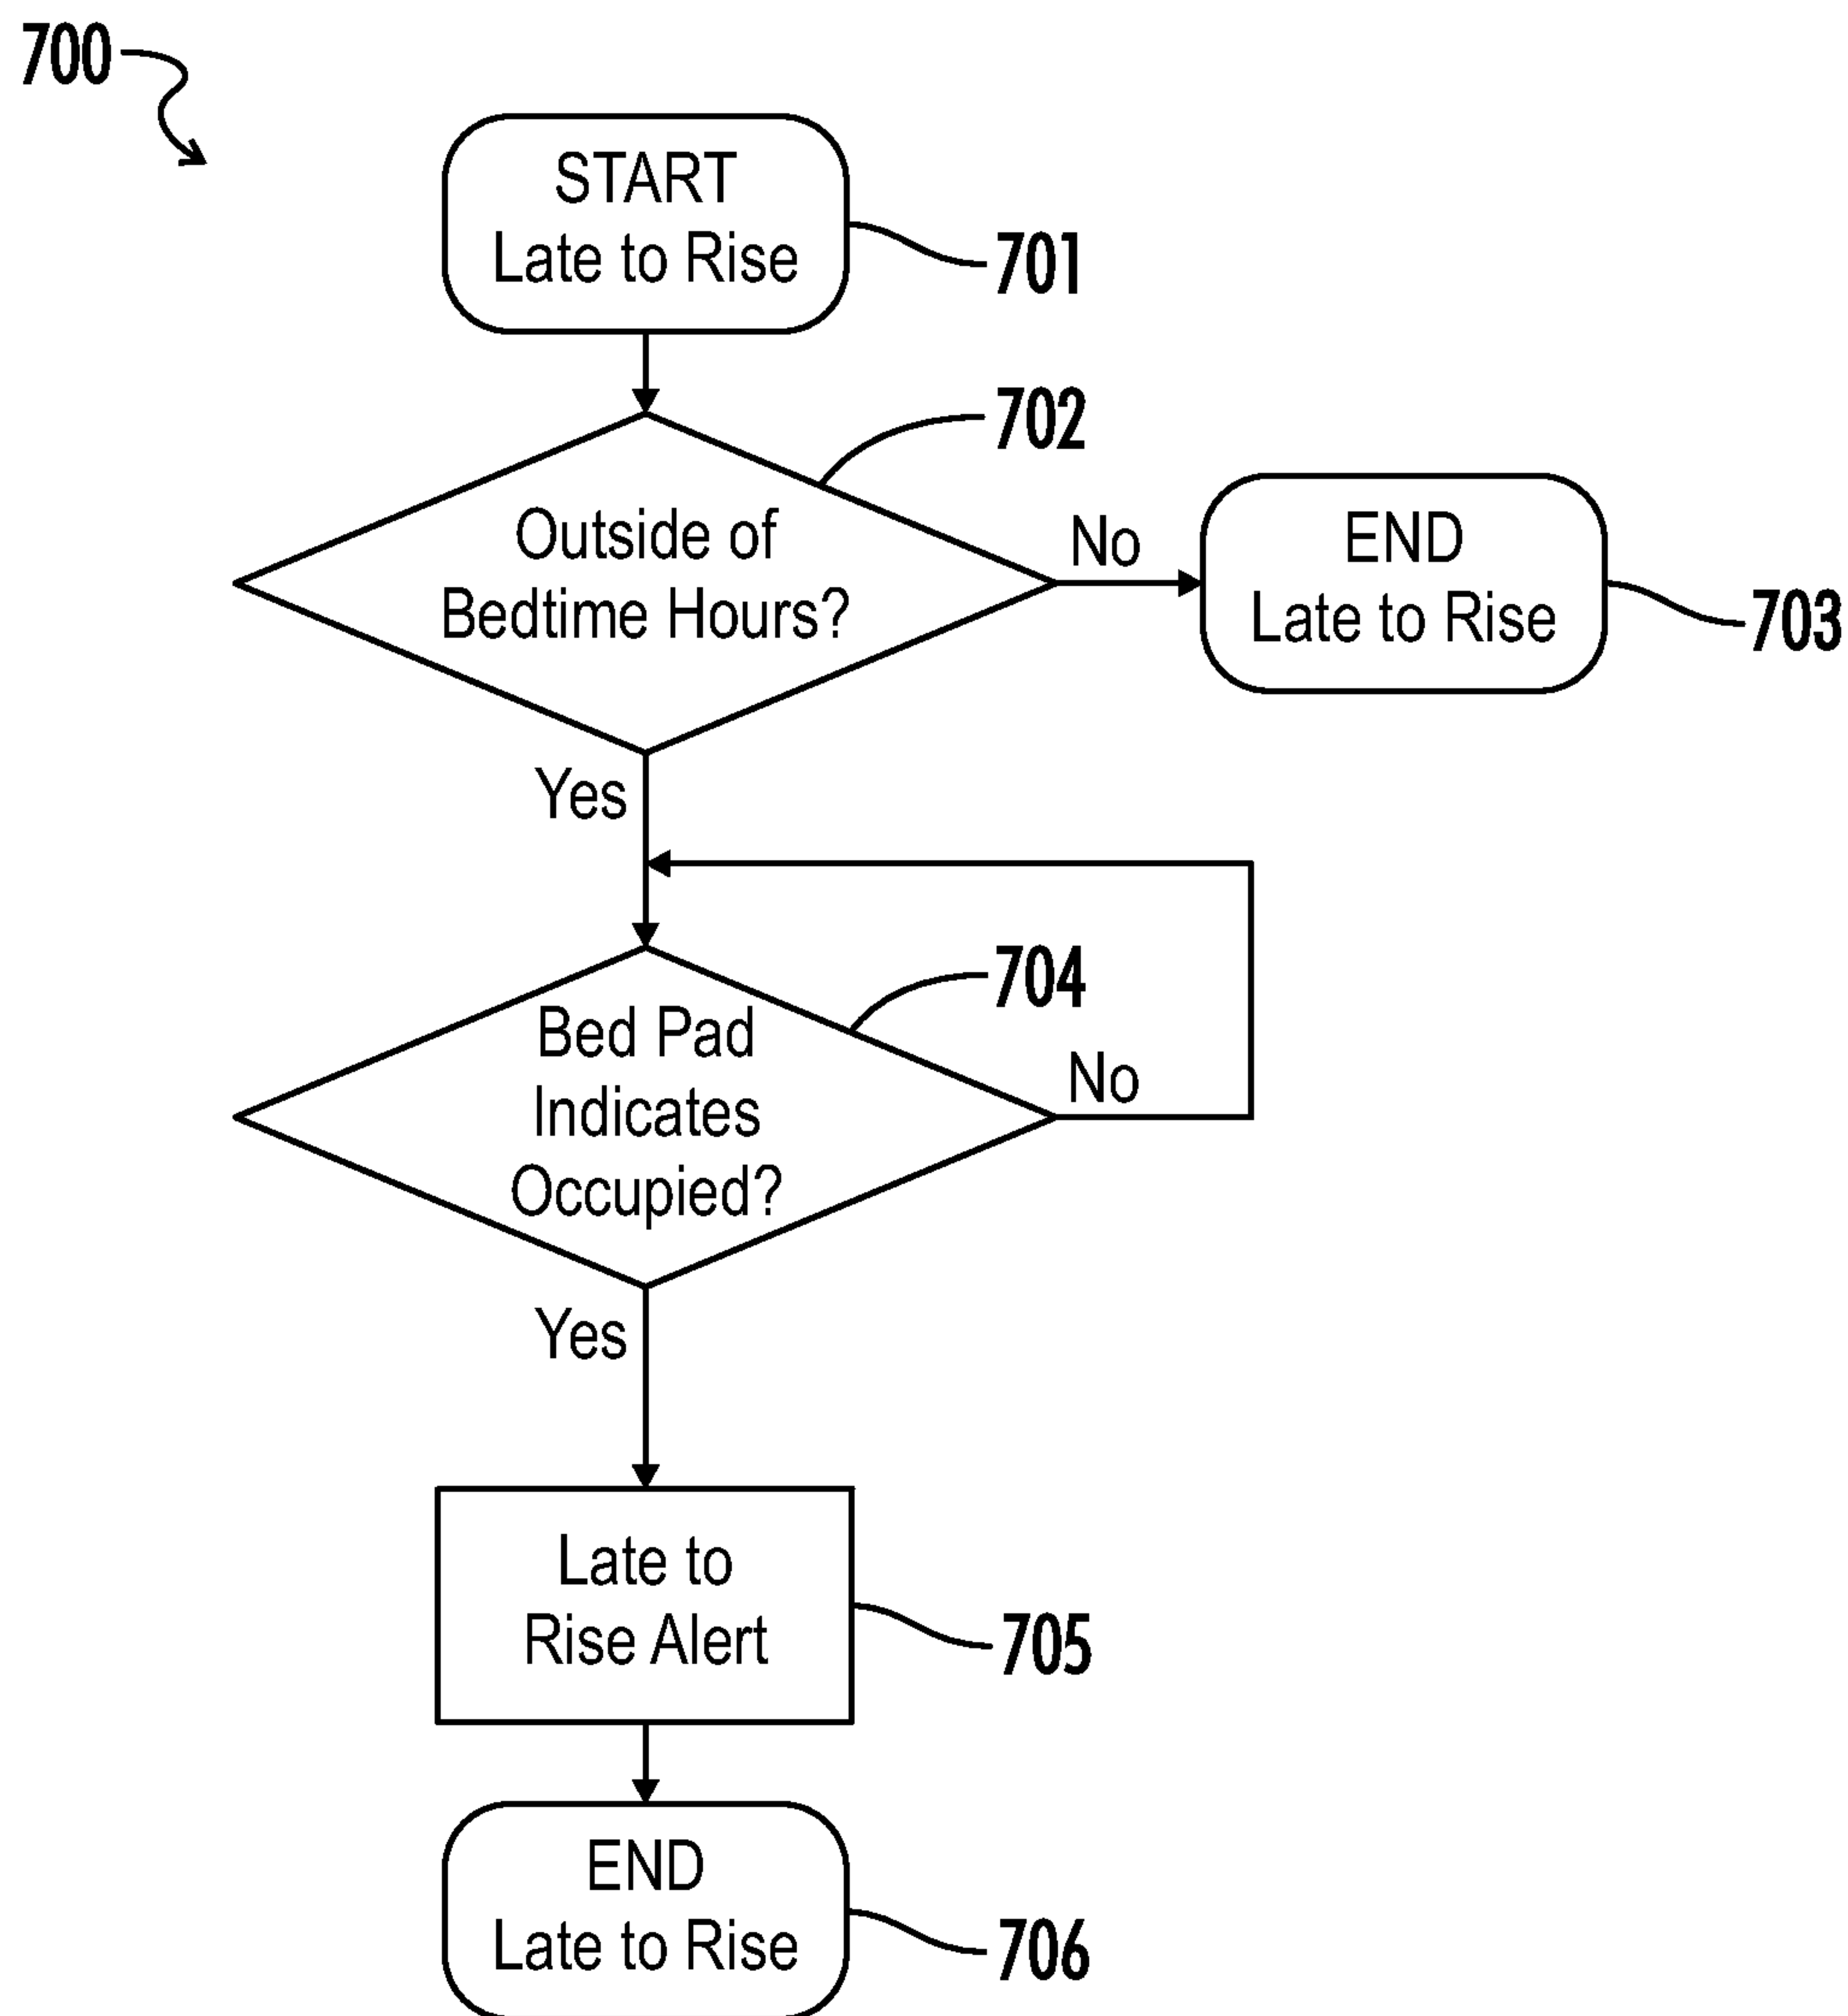 700
START
Late to Rise
701
702
Outside of
Bedtime Hours?
No
END
Late to Rise
703
Yes
704
Bed Pad
Indicates
Occupied?
No
Yes
Late to
Rise Alert
705
END
Late to Rise
706